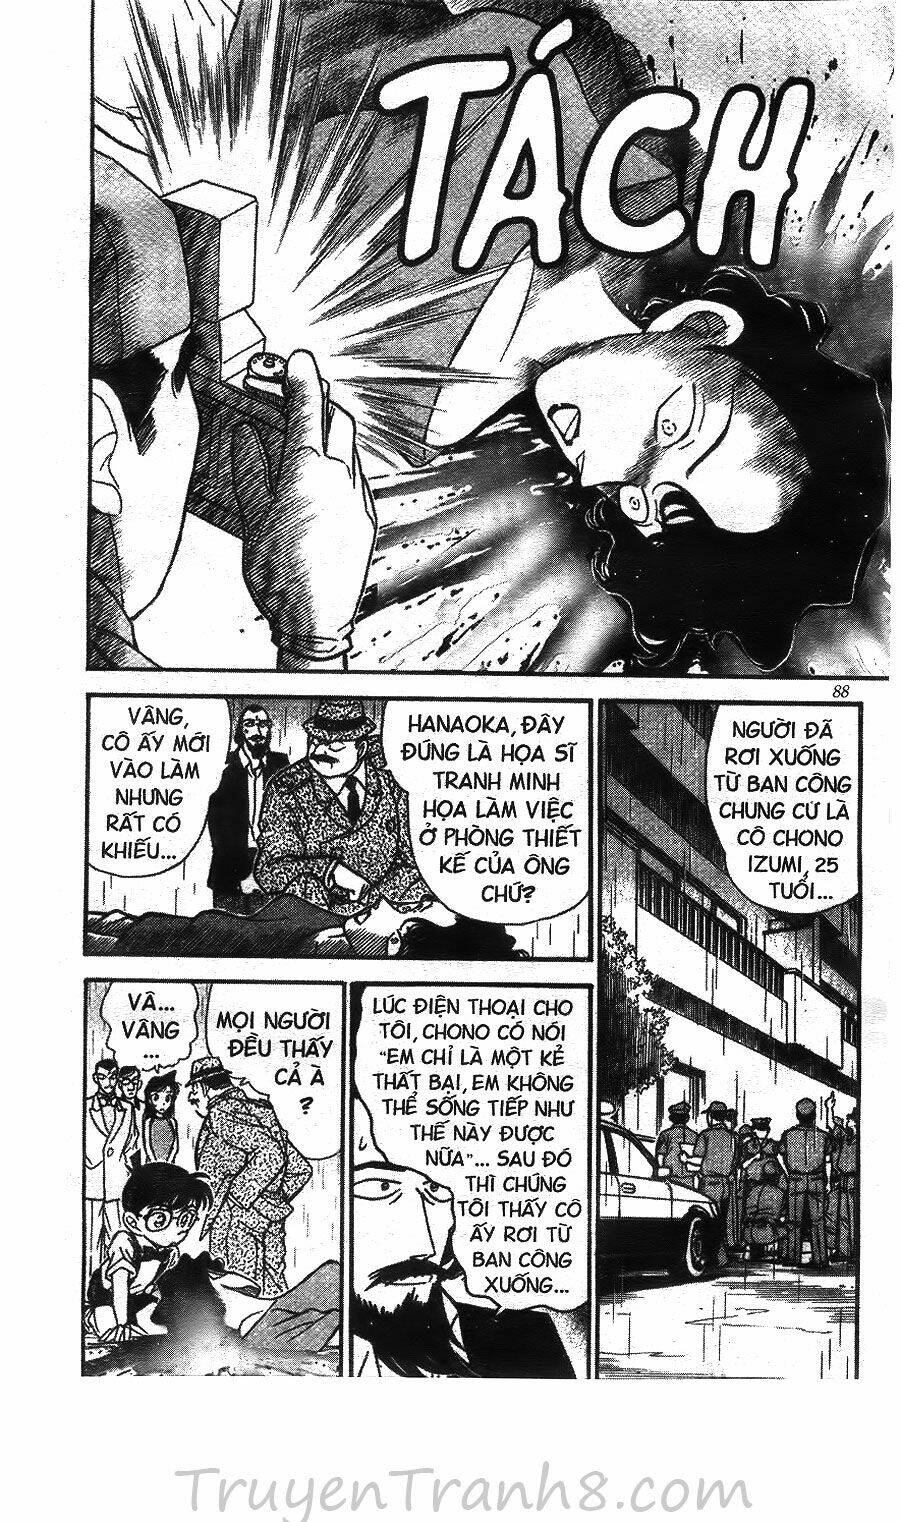 TÁCH
88
NGƯỜI ĐÃ
RƠI XUỐNG
TỪ BAN CÔNG
CHUNG CƯ LÀ
CÔ CHONO
IZUMI, 25
TUỔI...
HANAOKA, ĐÂY
ĐÚNG LÀ HỌA SĨ
TRANH MINH
HỌA LÀM VIỆC
Ở PHÒNG THIẾT
KẾ CỦA ÔNG
CHỨ?
VÂNG,
CÔ ẤY MỚI
VÀO LÀM
NHƯNG
RẤT CÓ
KHIẾU...
LÚC ĐIỆN THOẠI CHO
TÔI, CHONO CÓ NÓI
"EM CHỈ LÀ MỘT KẺ
THẤT BẠI, EM KHÔNG
THỂ SỐNG TIẾP NHƯ
THẾ NÀY ĐƯỢC
NỮA"... SAU ĐÓ
THÌ CHÚNG
TÔI THẤY CÔ
ẤY RƠI TỪ
BAN CÔNG
XUỐNG...
MỌI NGƯỜI
ĐỀU THẤY
CẢ À
?
VÂ...
VÂNG
...
TruyenTranh8.com